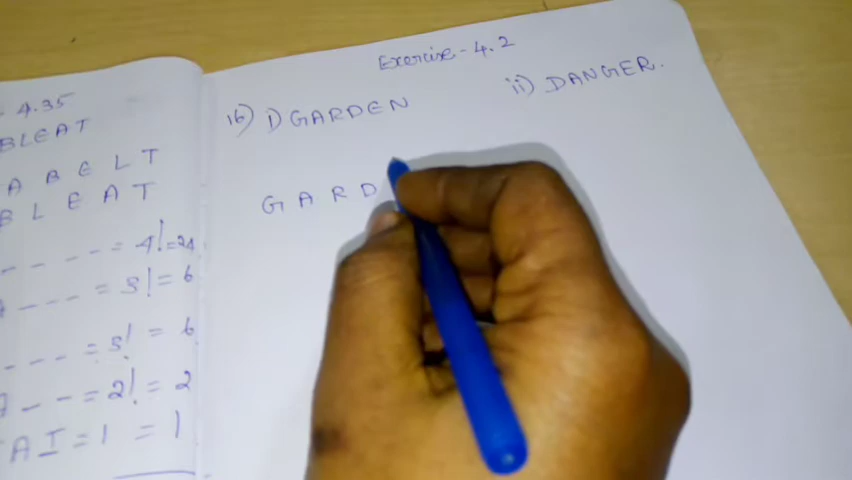 4.35
BLEAT
A B E L T
B L E A T
_ _ _ _ = 4! = 24
_ _ _ = 3! = 6
_ _ _ = 3! = 6
_ _ = 2! = 2
A I = 1 = 1
Exercise - 4.2
16) D GARDEN
ii) DANGER.
G A R D